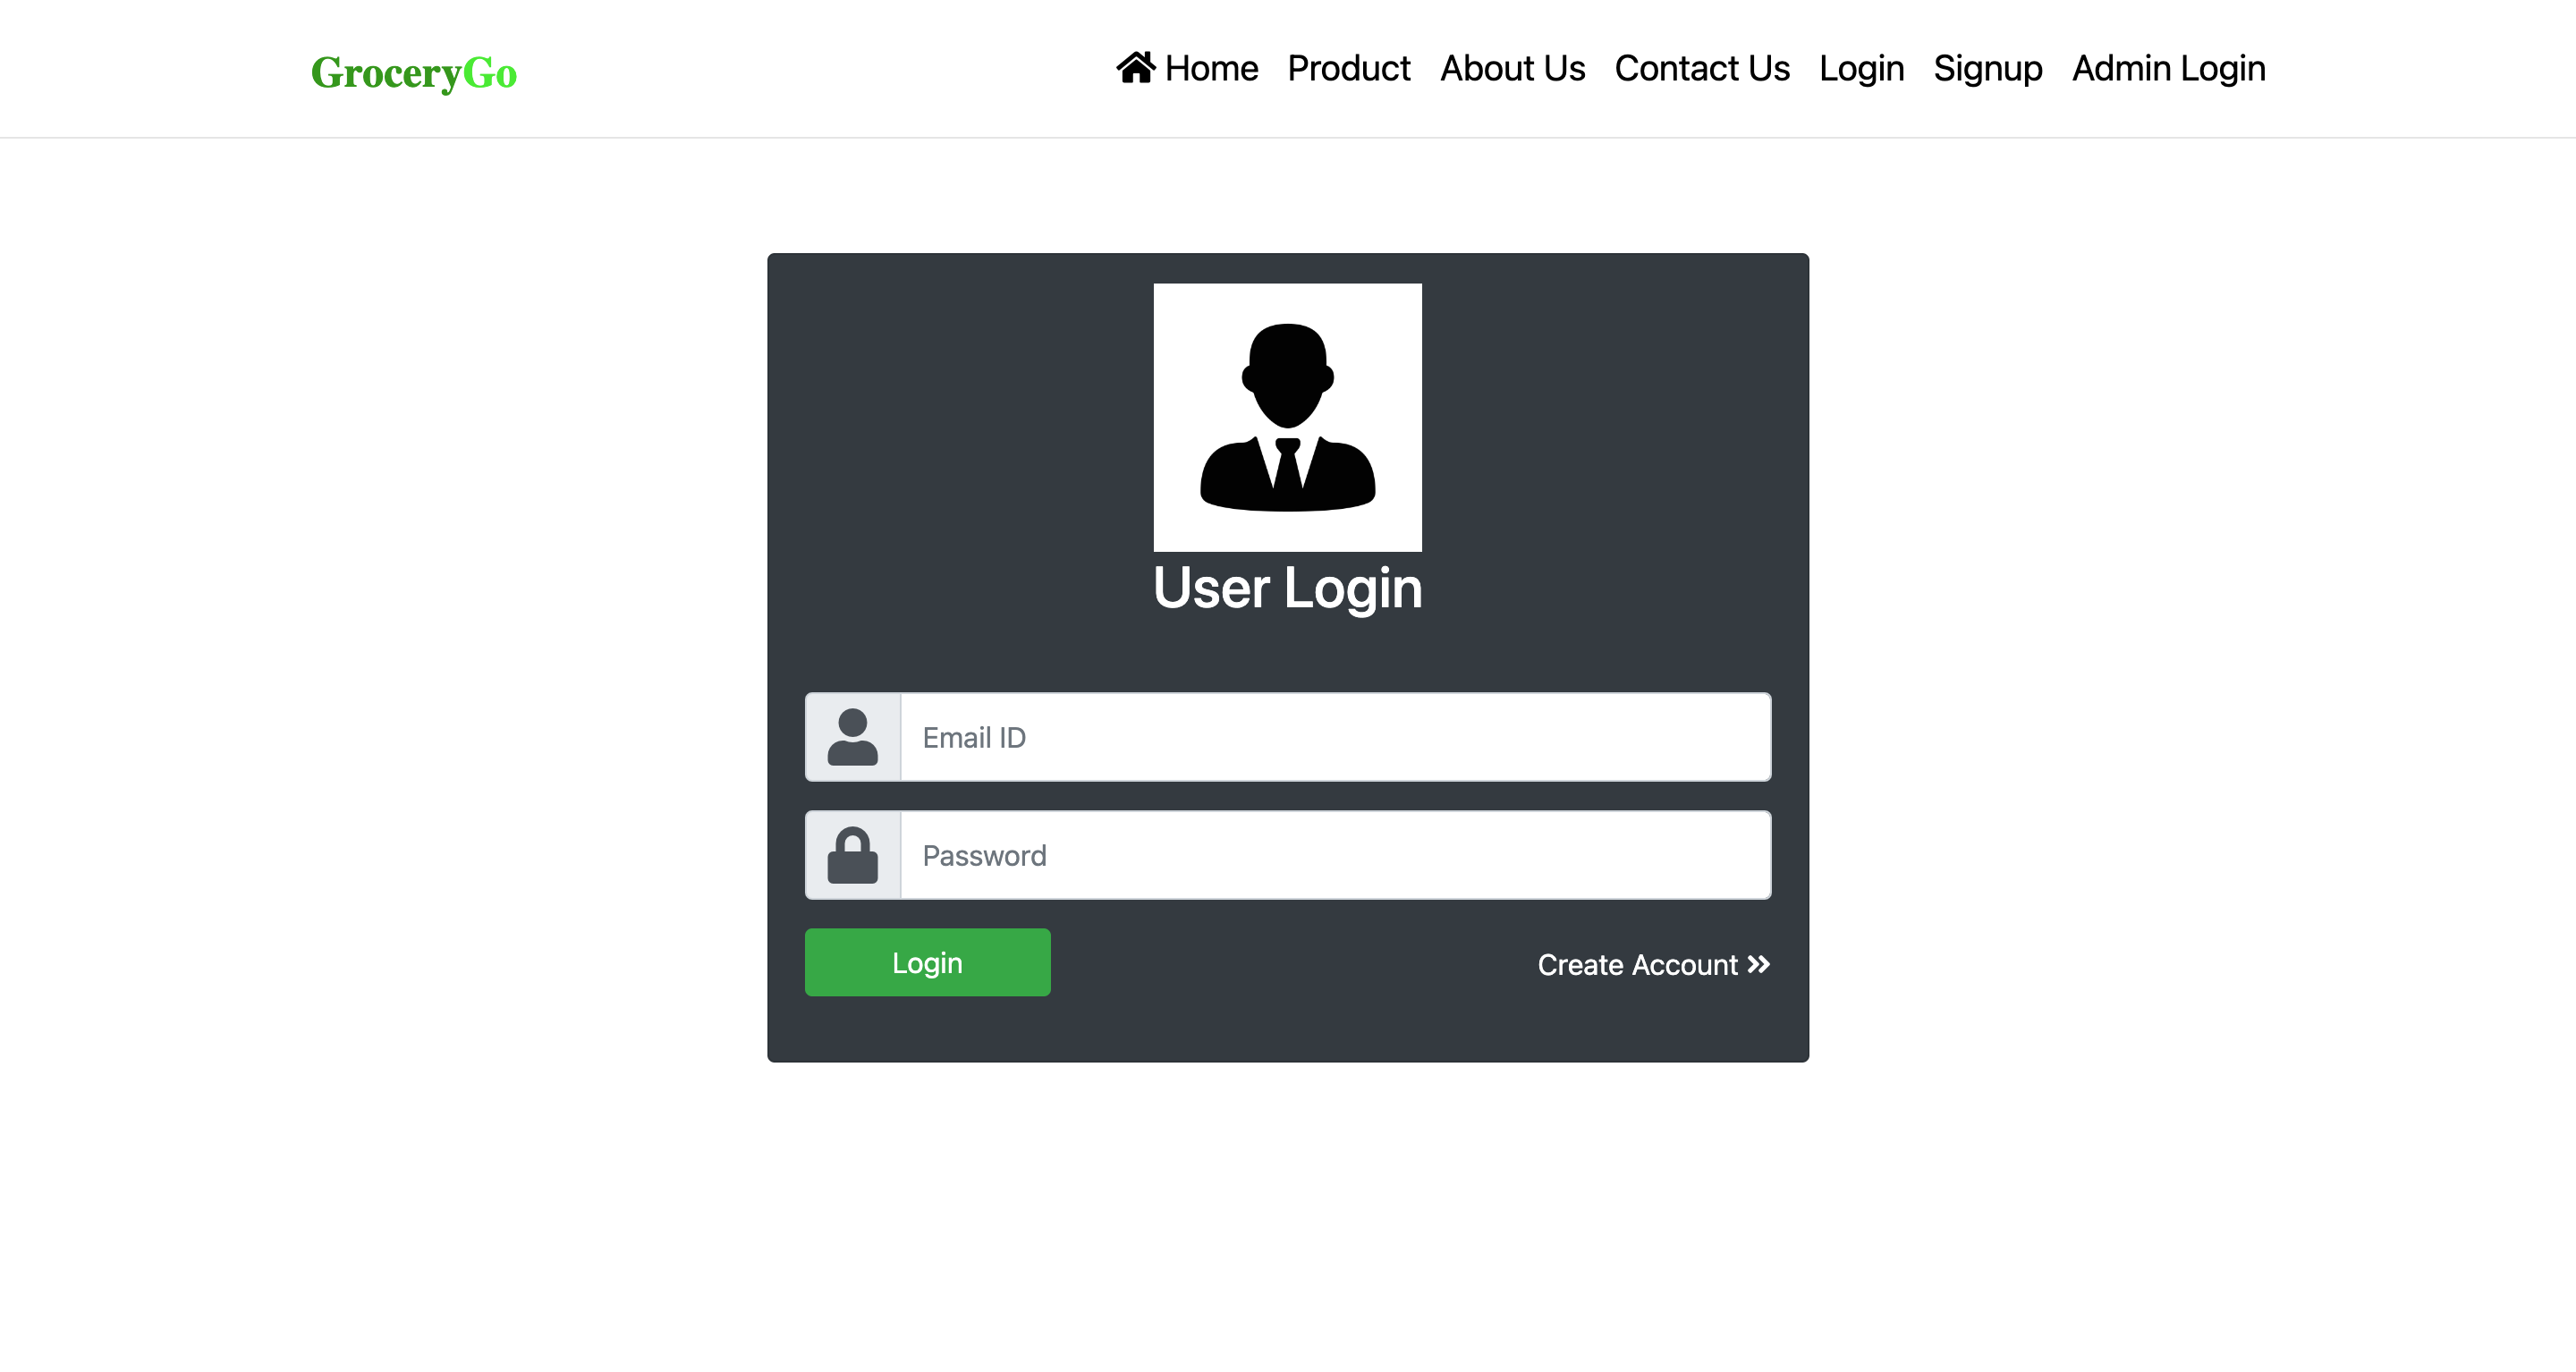 GroceryGo
Home Product About Us Contact Us Login Signup Admin Login
User Login
Email ID
Password
Login Create Account